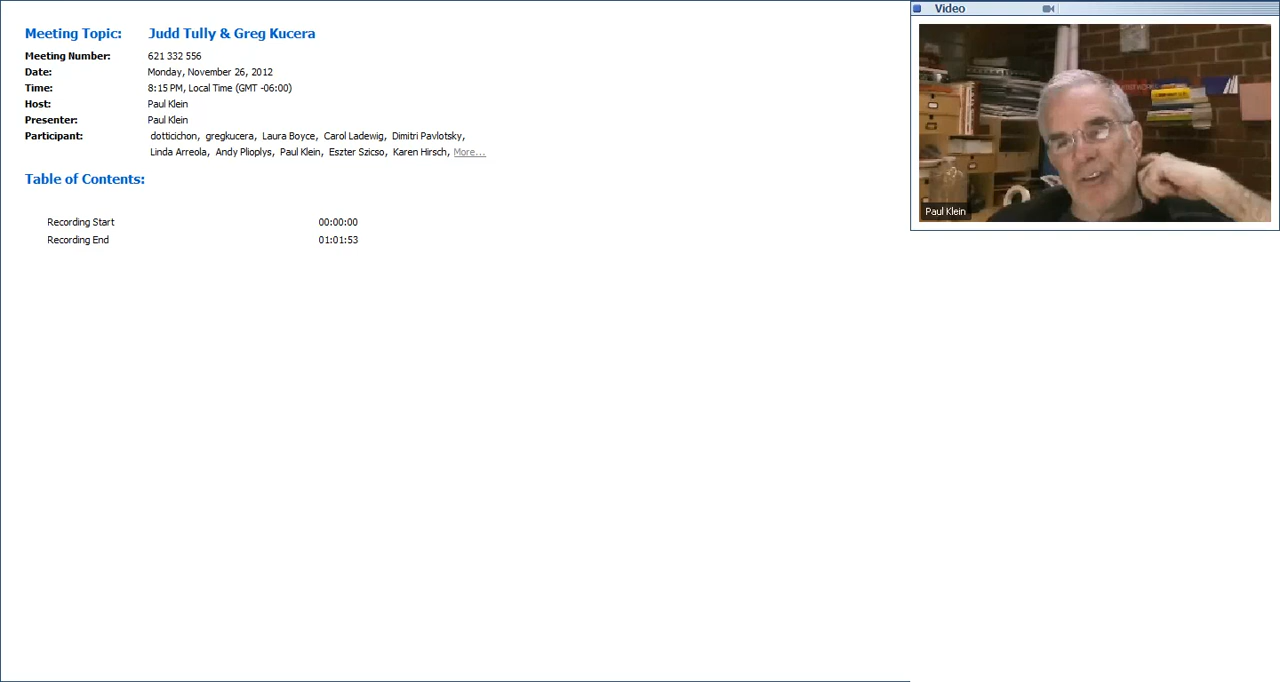 Meeting Topic: Judd Tully & Greg Kucera
Meeting Number: 621 332 556
Date: Monday, November 26, 2012
Time: 8:15 PM, Local Time (GMT -06:00)
Host: Paul Klein
Presenter: Paul Klein
Participant: dotticichon, gregkucera, Laura Boyce, Carol Ladewig, Dimitri Pavlotsky,
Linda Arreola, Andy Plioplys, Paul Klein, Eszter Szicso, Karen Hirsch, More...
Table of Contents:
Recording Start 00:00:00
Recording End 01:01:53
Video
Paul Klein